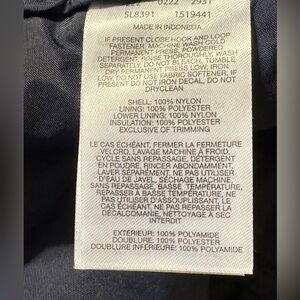 0222 2931
SL8391 1519441
MADE IN INDONESIA
IF PRESENT CLOSE HOOK AND LOOP
FASTENER, MACHINE WASH COLD
PERMANENT PRESS, POWDERED
DETERGENT, RINSE THOROUGHLY, WASH
SEPARATELY, DO NOT BLEACH, TUMBLE
DRY PERMANENT PRESS LOW, IRON
LOW, DO NOT USE FABRIC SOFTENER, IF
PRESENT DO NOT IRON DECAL, DO NOT
DRYCLEAN
SHELL: 100% NYLON
LINING: 100% POLYESTER
LOWER LINING: 100% NYLON
INSULATION: 100% POLYESTER
EXCLUSIVE OF TRIMMING
LE CAS ÉCHÉANT, FERMER LA FERMETURE
VELCRO, LAVAGE MACHINE À FROID,
CYCLE SANS REPASSAGE, DÉTERGENT
EN POUDRE, RINCER ABONDAMMENT,
LAVER SÉPARÉMENT, NE PAS UTILISER
D'EAU DE JAVEL, SÉCHAGE MACHINE,
SANS REPASSAGE, BASSE TEMPÉRATURE,
REPASSER À BASSE TEMPÉRATURE,
NE PAS UTILISER D'ASSOUPLISSANT, LE
CAS ÉCHÉANT, NE PAS REPASSER LA
DÉCALCOMANIE, NETTOYAGE À SEC
INTERDIT
EXTÉRIEUR: 100% POLYAMIDE
DOUBLURE: 100% POLYESTER
DOUBLURE INFÉRIEURE: 100% POLYAMIDE